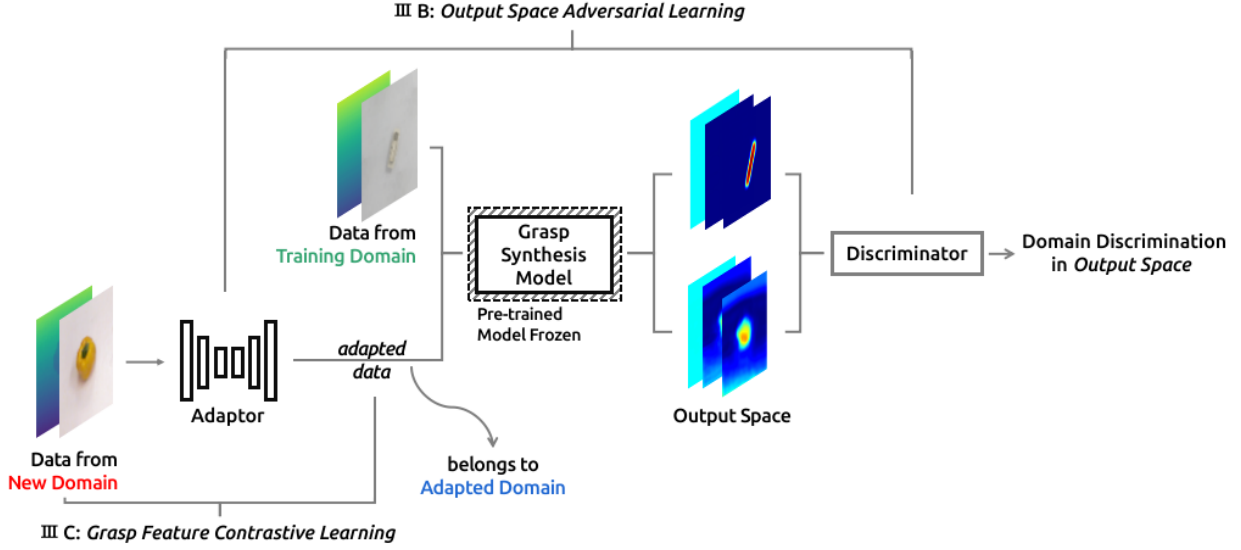 Ⅲ B: Output Space Adversarial Learning
Data from
Training Domain
Grasp
Synthesis
Model
Pre-trained
Model Frozen
Discriminator
Domain Discrimination
in Output Space
adapted
data
Adaptor
Output Space
Data from
New Domain
belongs to
Adapted Domain
Ⅲ C: Grasp Feature Contrastive Learning